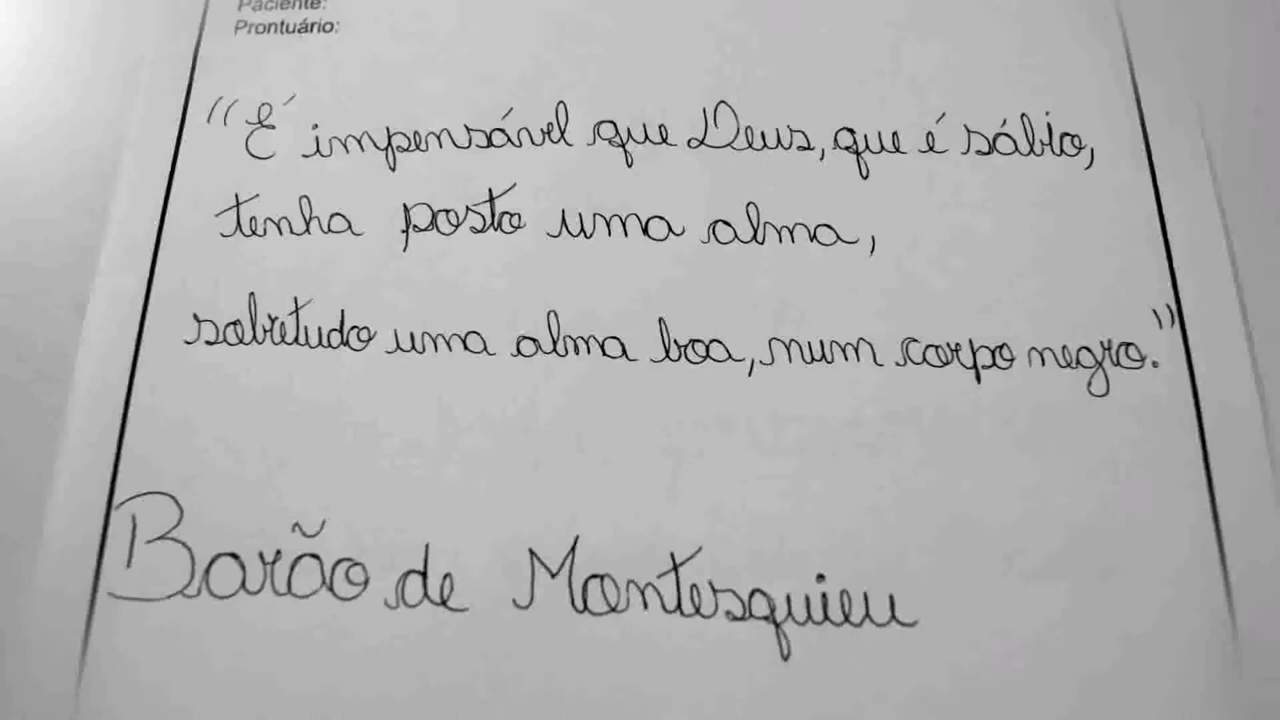 Paciente:
Prontuário:
"É impensável que Deus, que é sábio,
tenha posto uma alma,
sobretudo uma alma boa, num corpo negro."
Barão de Montesquieu